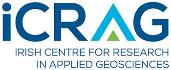 iCRAG
IRISH CENTRE FOR RESEARCH
IN APPLIED GEOSCIENCES